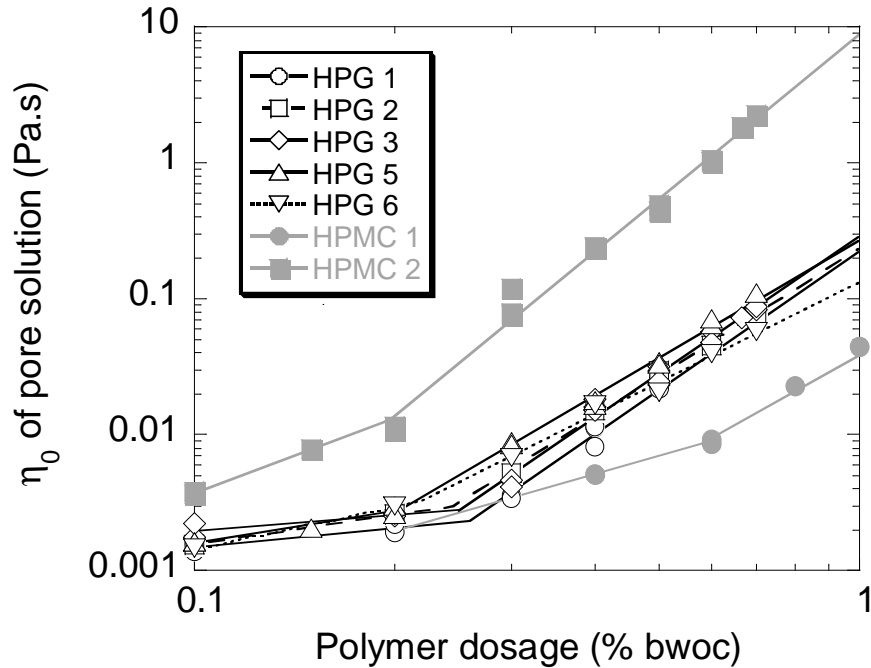 10
1
0.1
0.01
0.001
η0 of pore solution (Pa.s)
HPG 1
HPG 2
HPG 3
HPG 5
HPG 6
HPMC 1
HPMC 2
0.1
1
Polymer dosage (% bwoc)